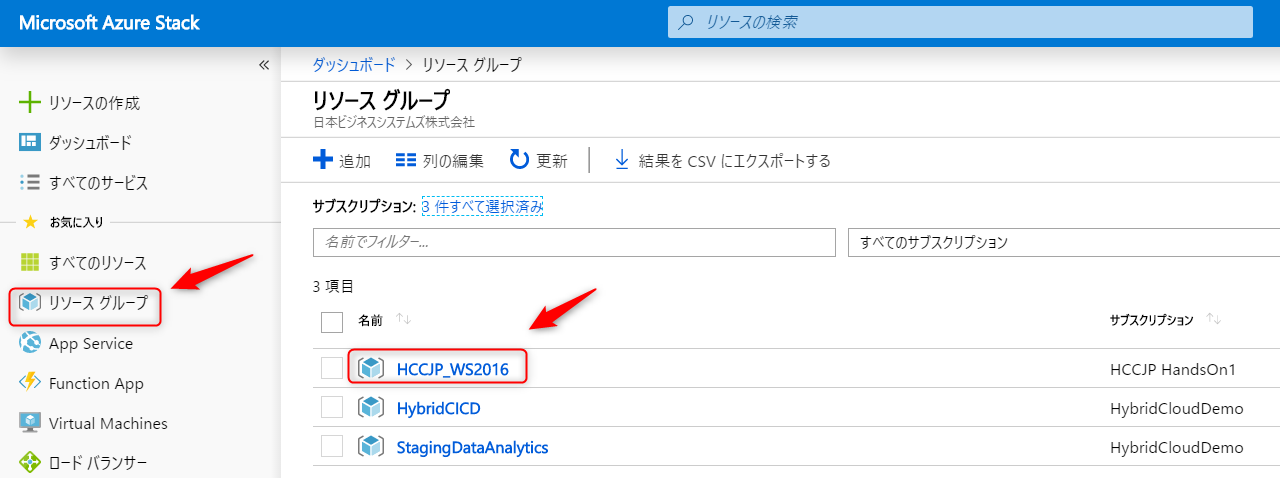 Microsoft Azure Stack
リソースの検索
«
リソースの作成
ダッシュボード
すべてのサービス
お気に入り
すべてのリソース
リソース グループ
App Service
Function App
Virtual Machines
ロード バランサー
ダッシュボード > リソース グループ
リソース グループ
日本ビジネスシステムズ株式会社
追加 列の編集 更新 結果を CSV にエクスポートする
サブスクリプション: 3 件すべて選択済み
名前でフィルター... すべてのサブスクリプション
3 項目
名前 ↑↓ サブスクリプション ↑↓
HCCJP_WS2016 HCCJP HandsOn1
HybridCICD HybridCloudDemo
StagingDataAnalytics HybridCloudDemo